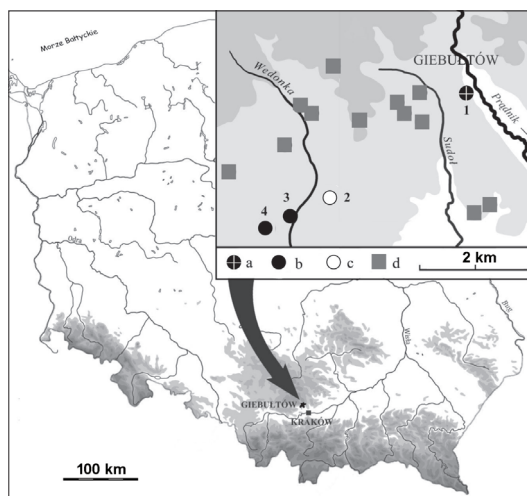 Morze Bałtyckie
GIEBUŁTÓW
Wedonka
Sudoł
Prądnik
1
2
3
4
a
b
c
d
2 km
Odra
Wisła
Bug
GIEBUŁTÓW
KRAKÓW
100 km